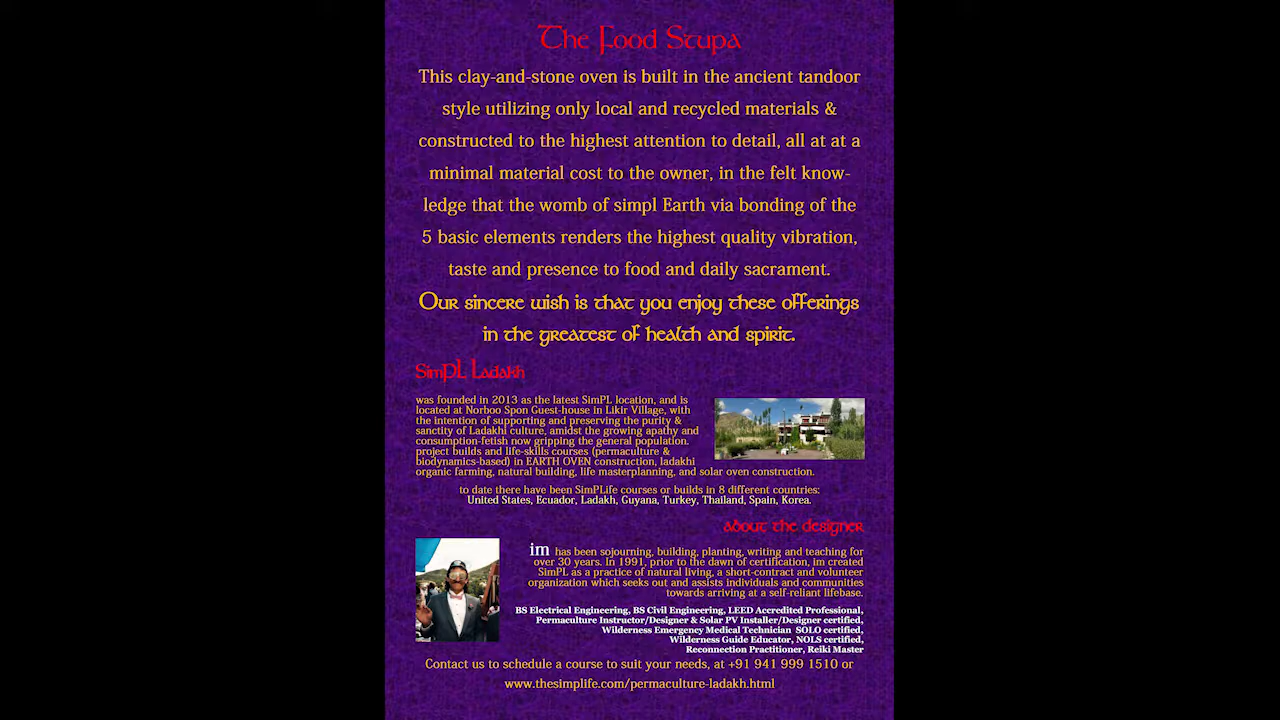 The Food Stupa
This clay-and-stone oven is built in the ancient tandoor
style utilizing only local and recycled materials &
constructed to the highest attention to detail, all at at a
minimal material cost to the owner, in the felt know-
ledge that the womb of simpl Earth via bonding of the
5 basic elements renders the highest quality vibration,
taste and presence to food and daily sacrament.
Our sincere wish is that you enjoy these offerings
in the greatest of health and spirit.
SimPL Ladakh
was founded in 2013 as the latest SimPL location, and is
located at Norboo Spon Guest-house in Likir Village, with
the intention of supporting and preserving the purity &
sanctity of Ladakhi culture, amidst the growing apathy and
consumption-fetish now gripping the general population.
project builds and life-skills courses (permaculture &
biodynamics-based) in EARTH OVEN construction, ladakhi
organic farming, natural building, life masterplanning, and solar oven construction.
to date there have been SimPLife courses or builds in 8 different countries:
United States, Ecuador, Ladakh, Guyana, Turkey, Thailand, Spain, Korea.
about the designer
im has been sojourning, building, planting, writing and teaching for
over 30 years. in 1991, prior to the dawn of certification, im created
SimPL as a practice of natural living, a short-contract and volunteer
organization which seeks out and assists individuals and communities
towards arriving at a self-reliant lifebase.
BS Electrical Engineering, BS Civil Engineering, LEED Accredited Professional,
Permaculture Instructor/Designer & Solar PV Installer/Designer certified,
Wilderness Emergency Medical Technician SOLO certified,
Wilderness Guide Educator, NOLS certified,
Reconnection Practitioner, Reiki Master
Contact us to schedule a course to suit your needs, at +91 941 999 1510 or
www.thesimplife.com/permaculture-ladakh.html